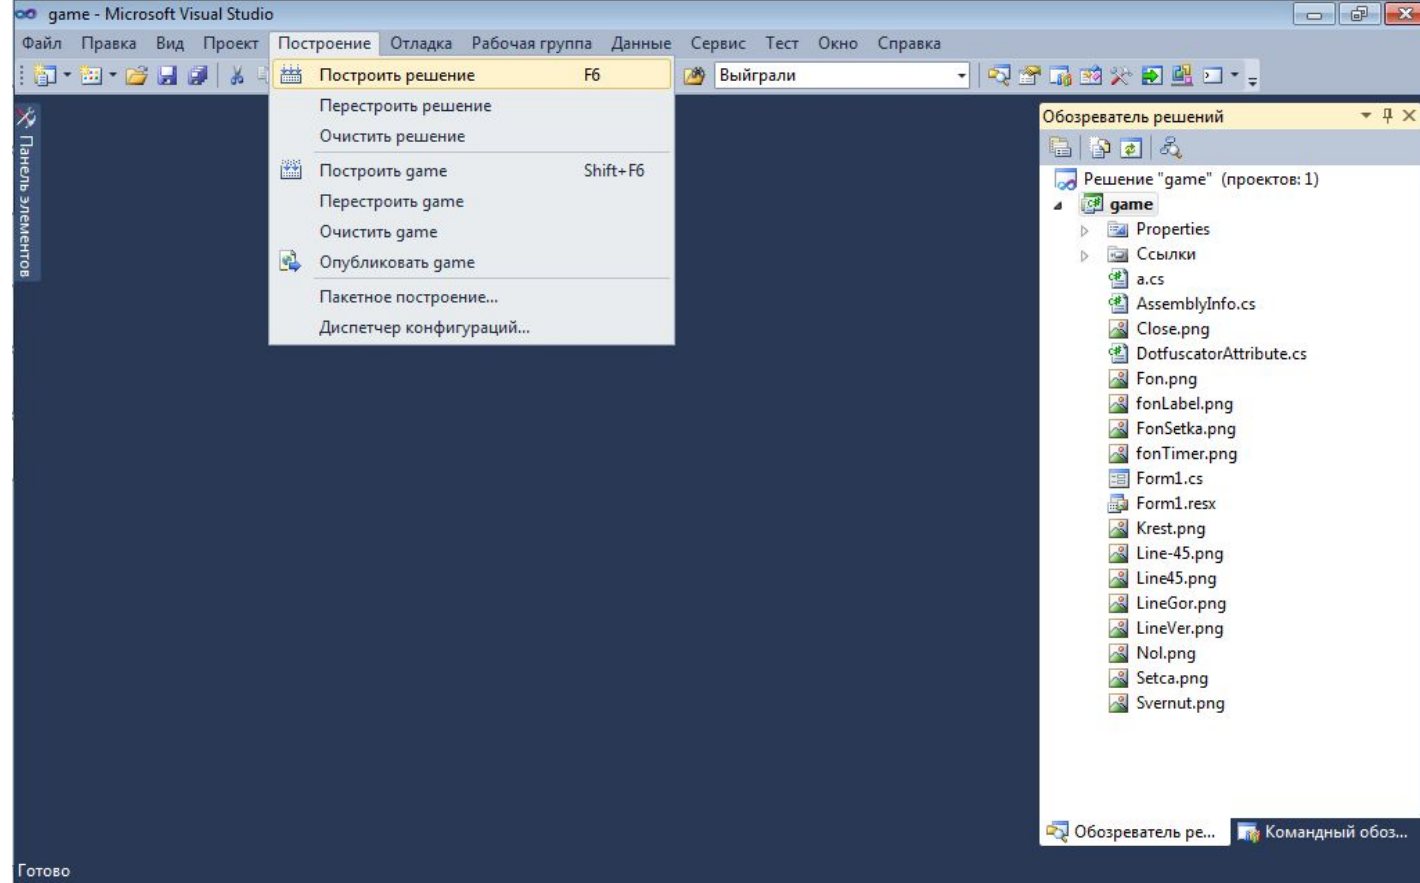 game - Microsoft Visual Studio
Файл Правка Вид Проект Построение Отладка Рабочая группа Данные Сервис Тест Окно Справка
Построить решение F6
Выйграли
Перестроить решение
Очистить решение
Построить game Shift+F6
Перестроить game
Очистить game
Опубликовать game
Пакетное построение...
Диспетчер конфигураций...
Панель элементов
Обозреватель решений
Решение "game" (проектов: 1)
game
Properties
Ссылки
a.cs
AssemblyInfo.cs
Close.png
DotfuscatorAttribute.cs
Fon.png
fonLabel.png
FonSetka.png
fonTimer.png
Form1.cs
Form1.resx
Krest.png
Line-45.png
Line45.png
LineGor.png
LineVer.png
Nol.png
Setca.png
Svernut.png
Обозреватель ре... Командный обоз...
Готово